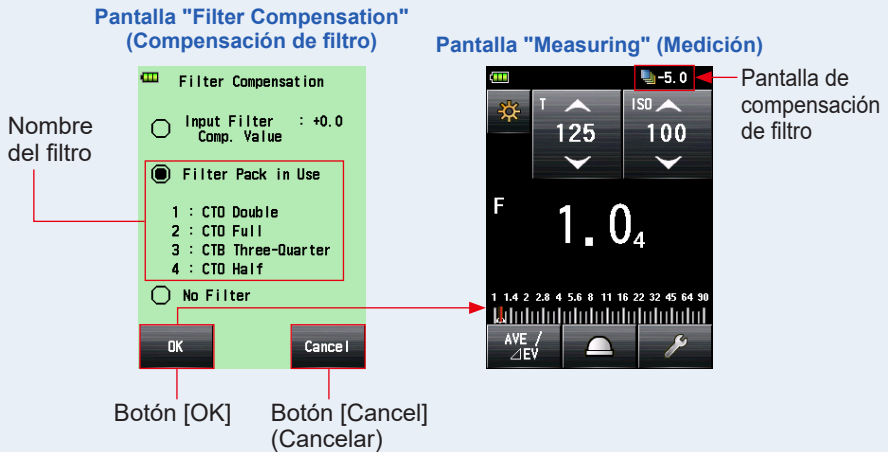 Pantalla "Filter Compensation"
(Compensación de filtro)
Filter Compensation
Input Filter : +0.0
Comp. Value
Filter Pack in Use
1 : CTO Double
2 : CTO Full
3 : CTB Three-Quarter
4 : CTO Half
No Filter
OK
Cancel
Nombre
del filtro
Botón [OK]
Botón [Cancel]
(Cancelar)
Pantalla "Measuring" (Medición)
-5.0
T
125
ISO
100
F
1.04
1 1.4 2 2.8 4 5.6 8 11 16 22 32 45 64 90
AVE /
⊿EV
Pantalla de
compensación
de filtro